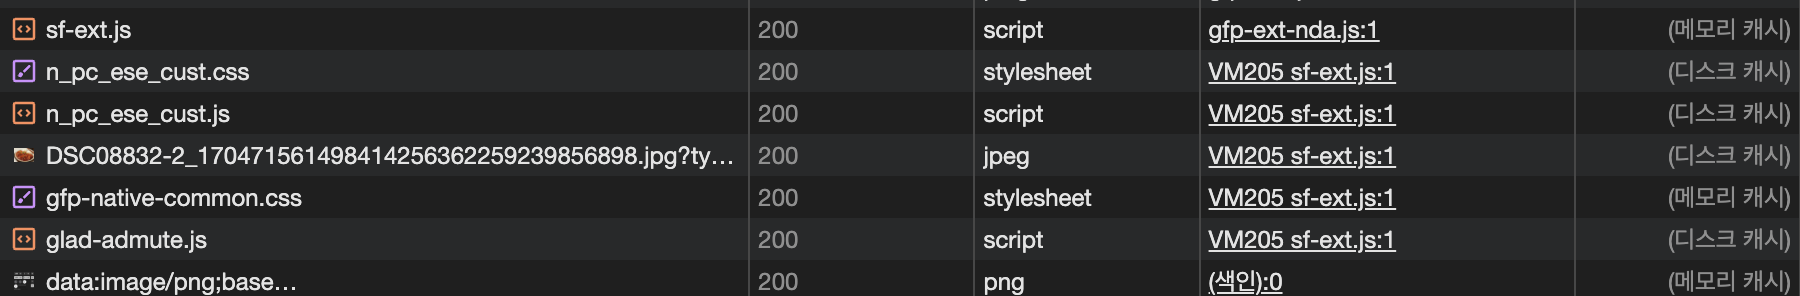 sf-ext.js 200 script gfp-ext-nda.js:1 (메모리 캐시)
n_pc_ese_cust.css 200 stylesheet VM205 sf-ext.js:1 (디스크 캐시)
n_pc_ese_cust.js 200 script VM205 sf-ext.js:1 (디스크 캐시)
DSC08832-2_17047156149841425636225923985​6898.jpg?ty… 200 jpeg VM205 sf-ext.js:1 (디스크 캐시)
gfp-native-common.css 200 stylesheet VM205 sf-ext.js:1 (메모리 캐시)
glad-admute.js 200 script VM205 sf-ext.js:1 (디스크 캐시)
data:image/png;base… 200 png (색인):0 (메모리 캐시)